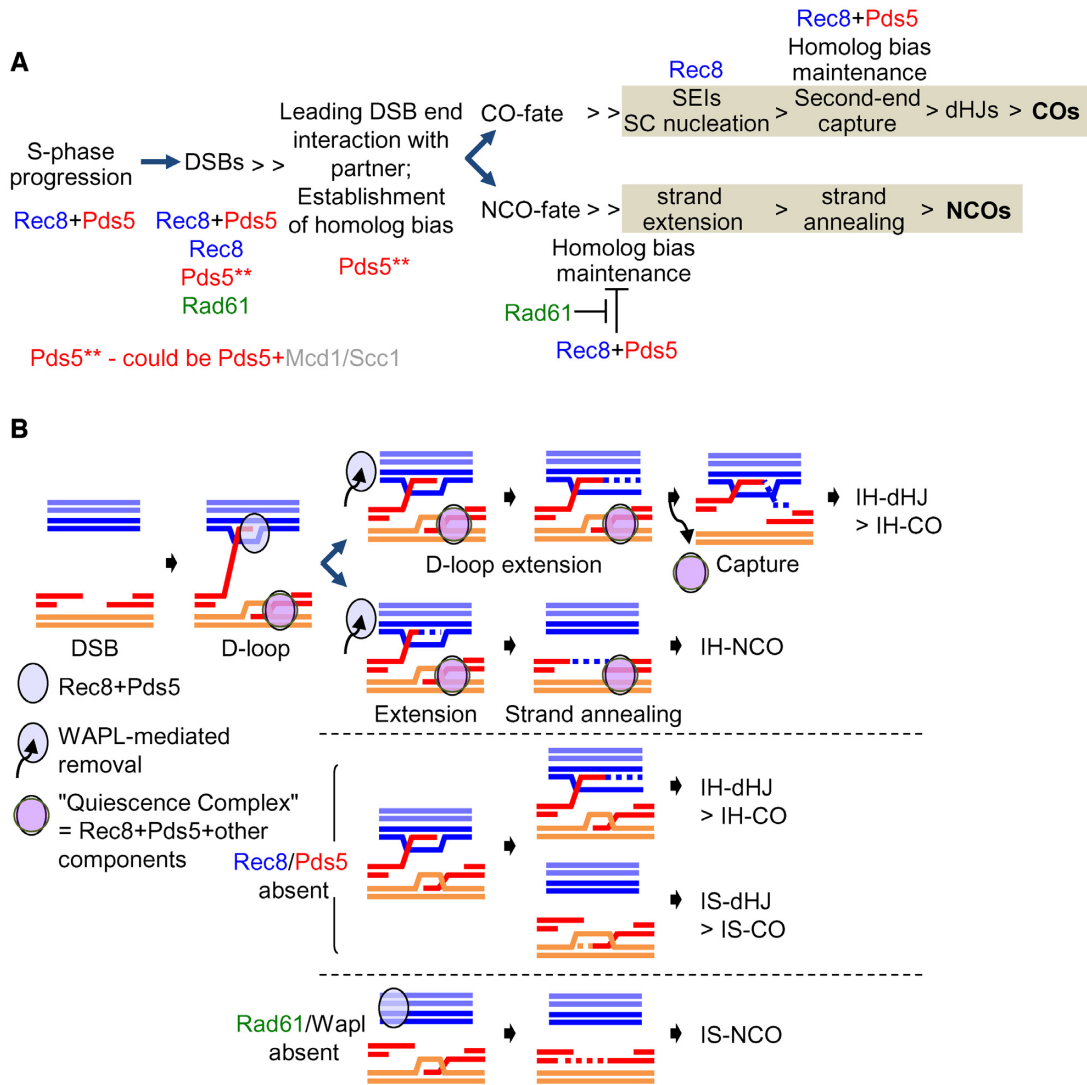 A
S-phase
progression
Rec8+Pds5
DSBs > >
Rec8+Pds5
Rec8
Pds5**
Rad61
Leading DSB end
interaction with
partner;
Establishment
of homolog bias
Pds5**
CO-fate > >
Rec8
SEIs
SC nucleation
>
Rec8+Pds5
Homolog bias
maintenance
Second-end
capture
> dHJs > COs
NCO-fate > >
strand
extension
>
strand
annealing
> NCOs
Homolog bias
maintenance
Rad61
Rec8+Pds5
Pds5** - could be Pds5+Mcd1/Scc1
B
DSB
D-loop
D-loop extension
Capture
IH-dHJ
> IH-CO
Extension
Strand annealing
IH-NCO
Rec8+Pds5
WAPL-mediated
removal
"Quiescence Complex"
= Rec8+Pds5+other
components
Rec8/Pds5
absent
IH-dHJ
> IH-CO
IS-dHJ
> IS-CO
Rad61/Wapl
absent
IS-NCO